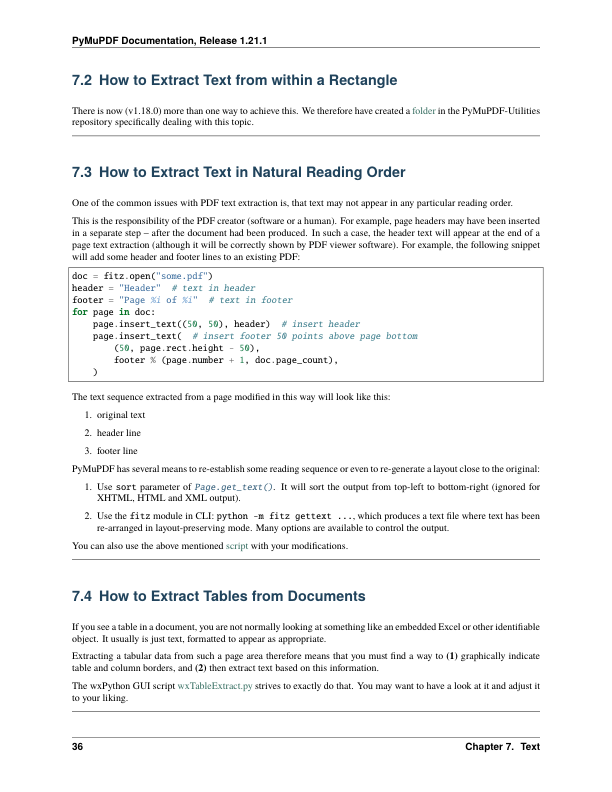 PyMuPDF Documentation, Release 1.21.1
7.2 How to Extract Text from within a Rectangle
There is now (v1.18.0) more than one way to achieve this. We therefore have created a folder in the PyMuPDF-Utilities
repository specifically dealing with this topic.
7.3 How to Extract Text in Natural Reading Order
One of the common issues with PDF text extraction is, that text may not appear in any particular reading order.
This is the responsibility of the PDF creator (software or a human). For example, page headers may have been inserted
in a separate step – after the document had been produced. In such a case, the header text will appear at the end of a
page text extraction (although it will be correctly shown by PDF viewer software). For example, the following snippet
will add some header and footer lines to an existing PDF:
doc = fitz.open("some.pdf")
header = "Header"  # text in header
footer = "Page %i of %i"  # text in footer
for page in doc:
    page.insert_text((50, 50), header)  # insert header
    page.insert_text(  # insert footer 50 points above page bottom
        (50, page.rect.height - 50),
        footer % (page.number + 1, doc.page_count),
    )
The text sequence extracted from a page modified in this way will look like this:
1. original text
2. header line
3. footer line
PyMuPDF has several means to re-establish some reading sequence or even to re-generate a layout close to the original:
1. Use sort parameter of Page.get_text(). It will sort the output from top-left to bottom-right (ignored for
XHTML, HTML and XML output).
2. Use the fitz module in CLI: python -m fitz gettext ..., which produces a text file where text has been
re-arranged in layout-preserving mode. Many options are available to control the output.
You can also use the above mentioned script with your modifications.
7.4 How to Extract Tables from Documents
If you see a table in a document, you are not normally looking at something like an embedded Excel or other identifiable
object. It usually is just text, formatted to appear as appropriate.
Extracting a tabular data from such a page area therefore means that you must find a way to (1) graphically indicate
table and column borders, and (2) then extract text based on this information.
The wxPython GUI script wxTableExtract.py strives to exactly do that. You may want to have a look at it and adjust it
to your liking.
36 Chapter 7. Text